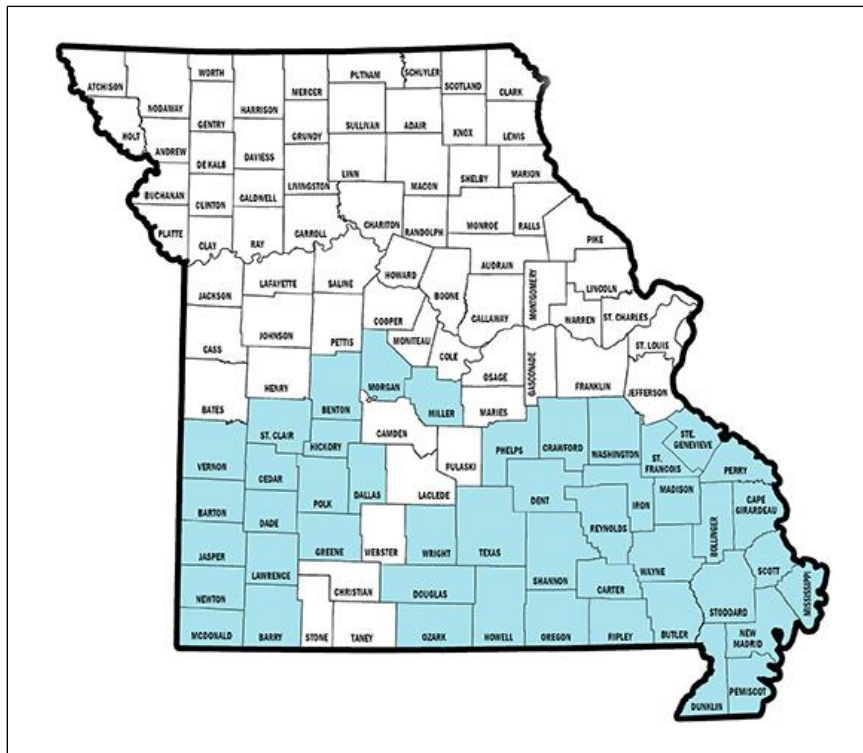 ATCHISON
WORTH
PUTNAM
SCHUYLER
SCOTLAND
CLARK
NODAWAY
MERCER
HARRISON
GENTRY
SULLIVAN
ADAIR
KNOX
LEWIS
HOLT
ANDREW
GRUNDY
DE KALB
DAVIESS
LINN
MACON
SHELBY
MARION
BUCHANAN
CLINTON
CALDWELL
LIVINGSTON
CHARITON
RANDOLPH
MONROE
RALLS
PLATTE
CLAY
RAY
CARROLL
PIKE
AUDRAIN
HOWARD
JACKSON
LAFAYETTE
SALINE
BOONE
CALLAWAY
MONTGOMERY
LINCOLN
WARREN
ST. CHARLES
COOPER
JOHNSON
PETTIS
MONITEAU
COLE
OSAGE
GASCONADE
FRANKLIN
ST. LOUIS
CASS
HENRY
BENTON
MORGAN
MILLER
MARIES
JEFFERSON
BATES
ST. CLAIR
HICKORY
CAMDEN
PULASKI
PHELPS
CRAWFORD
WASHINGTON
STE.
GENEVIEVE
ST.
FRANCOIS
PERRY
VERNON
CEDAR
POLK
DALLAS
LACLEDE
DENT
IRON
MADISON
CAPE
GIRARDEAU
BOLLINGER
BARTON
DADE
GREENE
WEBSTER
WRIGHT
TEXAS
REYNOLDS
WAYNE
SCOTT
MISSISSIPPI
JASPER
LAWRENCE
CHRISTIAN
DOUGLAS
SHANNON
CARTER
STODDARD
NEWTON
MCDONALD
BARRY
STONE
TANEY
OZARK
HOWELL
OREGON
RIPLEY
BUTLER
NEW
MADRID
DUNKLIN
PEMISCOT